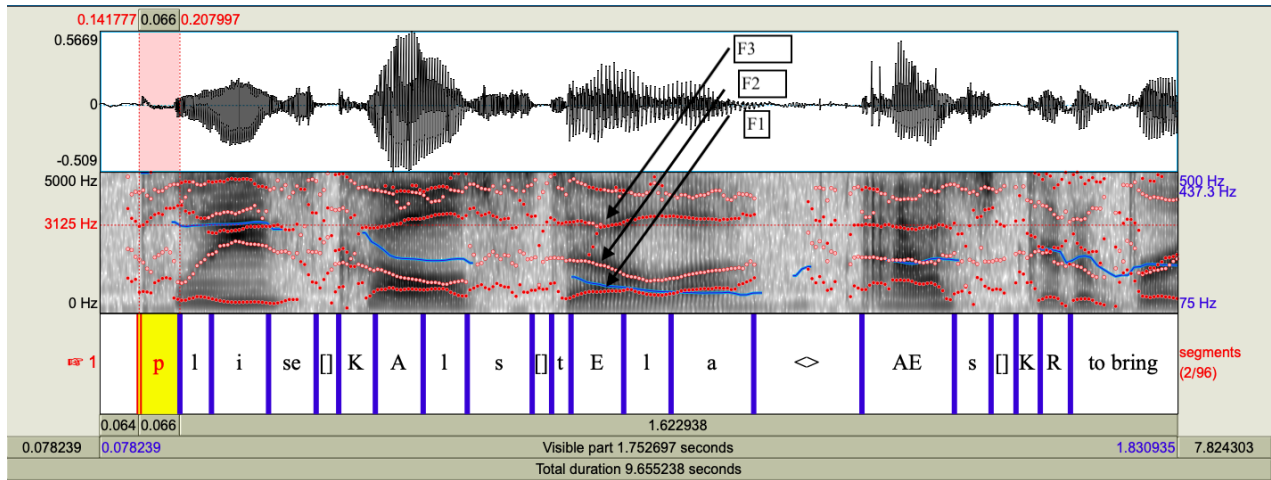 0.141777 0.066 0.207997
0.5669
0
-0.509
F3
F2
F1
5000 Hz
3125 Hz
0 Hz
500 Hz
437.3 Hz
75 Hz
☞ 1
p l i se [] K A l s [] t E l a <> AE s [] K R to bring
segments
(2/96)
0.064 0.066 1.622938
0.078239 0.078239 Visible part 1.752697 seconds 1.830935 7.824303
Total duration 9.655238 seconds